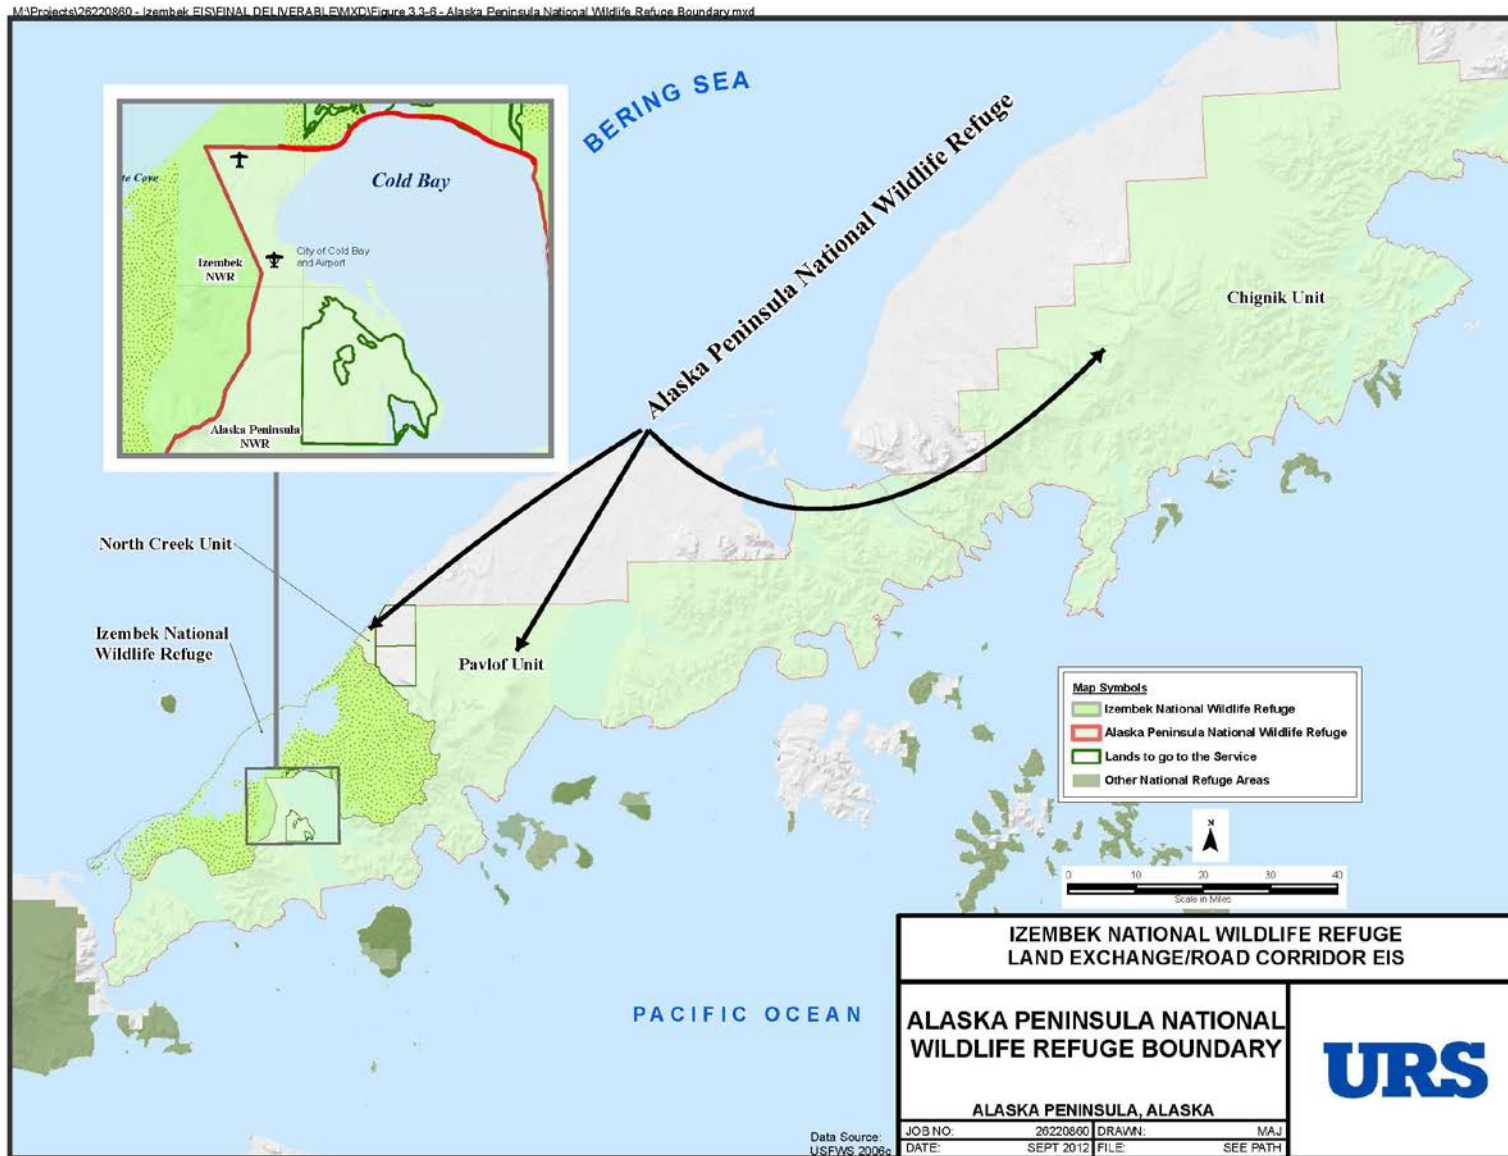 M:\Projects\26220860 - Izembek EIS\FINAL DELIVERABLE\MXD\Figure 3.3-6 - Alaska Peninsula National Wildlife Refuge Boundary.mxd
BERING SEA
Alaska Peninsula National Wildlife Refuge
Cold Bay
Cove
City of Cold Bay
and Airport
Izembek
NWR
Alaska Peninsula
NWR
Chignik Unit
North Creek Unit
Izembek National
Wildlife Refuge
Pavlof Unit
Map Symbols
Izembek National Wildlife Refuge
Alaska Peninsula National Wildlife Refuge
Lands to go to the Service
Other National Refuge Areas
N
0 10 20 30 40
Scale in Miles
PACIFIC OCEAN
IZEMBEK NATIONAL WILDLIFE REFUGE
LAND EXCHANGE/ROAD CORRIDOR EIS
ALASKA PENINSULA NATIONAL
WILDLIFE REFUGE BOUNDARY
ALASKA PENINSULA, ALASKA
URS
JOB NO: 26220860 DRAWN: MAJ
DATE: SEPT 2012 FILE: SEE PATH
Data Source:
USFWS 2006c